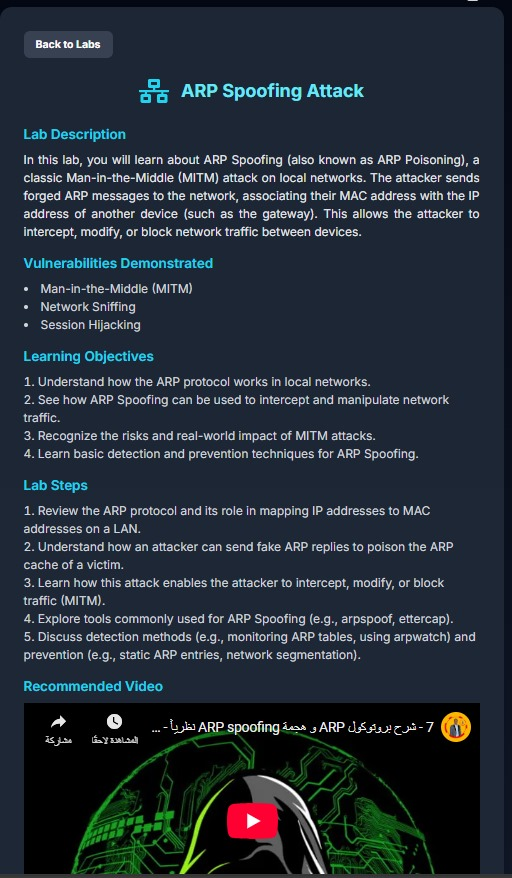 Back to Labs
ARP Spoofing Attack
Lab Description
In this lab, you will learn about ARP Spoofing (also known as ARP Poisoning), a
classic Man-in-the-Middle (MITM) attack on local networks. The attacker sends
forged ARP messages to the network, associating their MAC address with the IP
address of another device (such as the gateway). This allows the attacker to
intercept, modify, or block network traffic between devices.
Vulnerabilities Demonstrated
• Man-in-the-Middle (MITM)
• Network Sniffing
• Session Hijacking
Learning Objectives
1. Understand how the ARP protocol works in local networks.
2. See how ARP Spoofing can be used to intercept and manipulate network
traffic.
3. Recognize the risks and real-world impact of MITM attacks.
4. Learn basic detection and prevention techniques for ARP Spoofing.
Lab Steps
1. Review the ARP protocol and its role in mapping IP addresses to MAC
addresses on a LAN.
2. Understand how an attacker can send fake ARP replies to poison the ARP
cache of a victim.
3. Learn how this attack enables the attacker to intercept, modify, or block
traffic (MITM).
4. Explore tools commonly used for ARP Spoofing (e.g., arpspoof, ettercap).
5. Discuss detection methods (e.g., monitoring ARP tables, using arpwatch) and
prevention (e.g., static ARP entries, network segmentation).
Recommended Video
7 - شرح بروتوكول ARP و هجمة ARP spoofing نظرياً - ...
المشاهدة لاحقًا
مشاركة